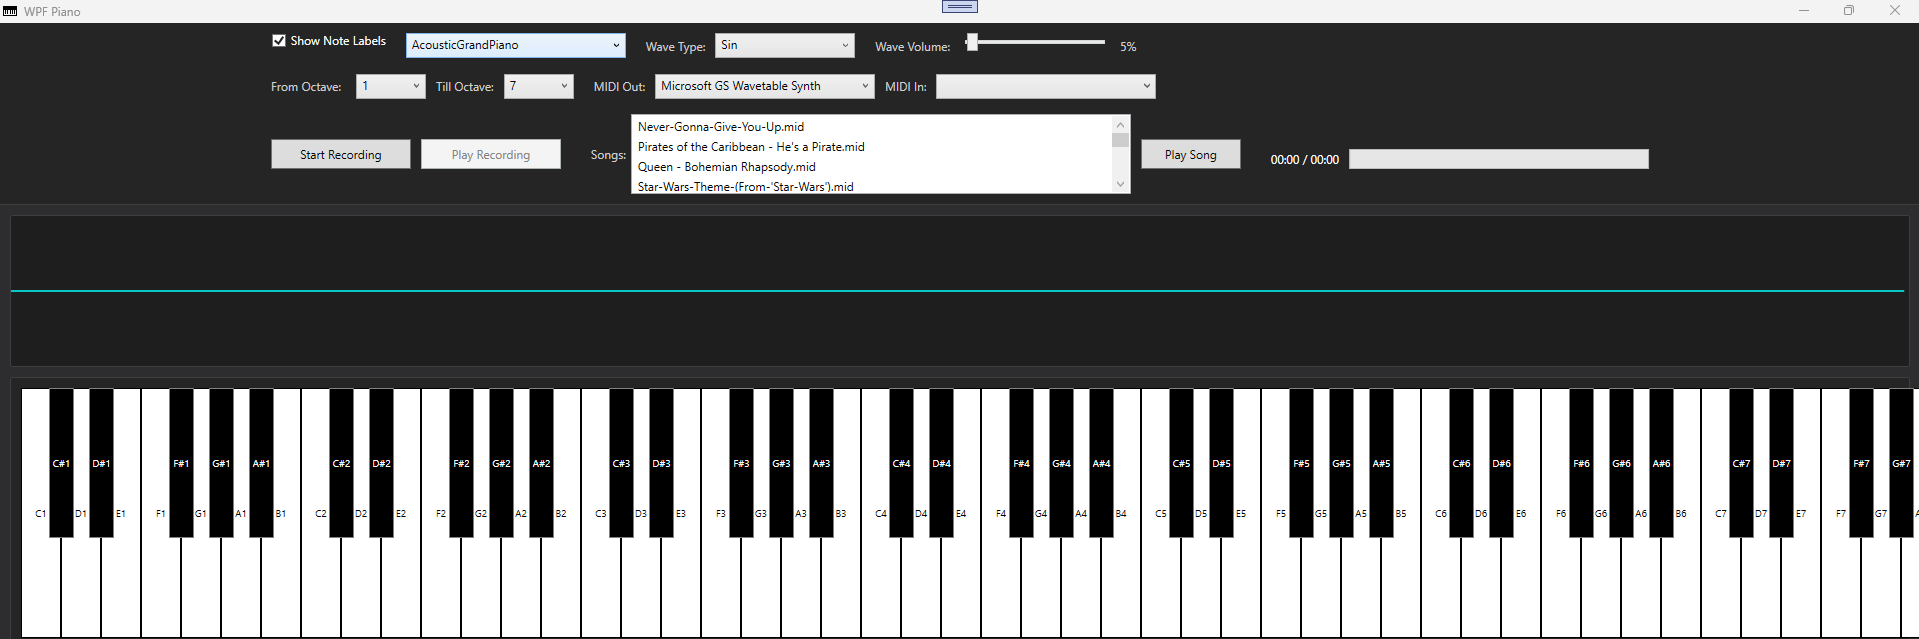 WPF Piano
Show Note Labels AcousticGrandPiano Wave Type: Sin Wave Volume: 5%
From Octave: 1 Till Octave: 7 MIDI Out: Microsoft GS Wavetable Synth MIDI In:
Never-Gonna-Give-You-Up.mid
Pirates of the Caribbean - He's a Pirate.mid
Start Recording Play Recording Songs: Play Song 00:00 / 00:00
Queen - Bohemian Rhapsody.mid
Star-Wars-Theme-(From-'Star-Wars').mid
C#1 D#1 F#1 G#1 A#1 C#2 D#2 F#2 G#2 A#2 C#3 D#3 F#3 G#3 A#3 C#4 D#4 F#4 G#4 A#4 C#5 D#5 F#5 G#5 A#5 C#6 D#6 F#6 G#6 A#6 C#7 D#7 F#7 G#7
C1 D1 E1 F1 G1 A1 B1 C2 D2 E2 F2 G2 A2 B2 C3 D3 E3 F3 G3 A3 B3 C4 D4 E4 F4 G4 A4 B4 C5 D5 E5 F5 G5 A5 B5 C6 D6 E6 F6 G6 A6 B6 C7 D7 E7 F7 G7